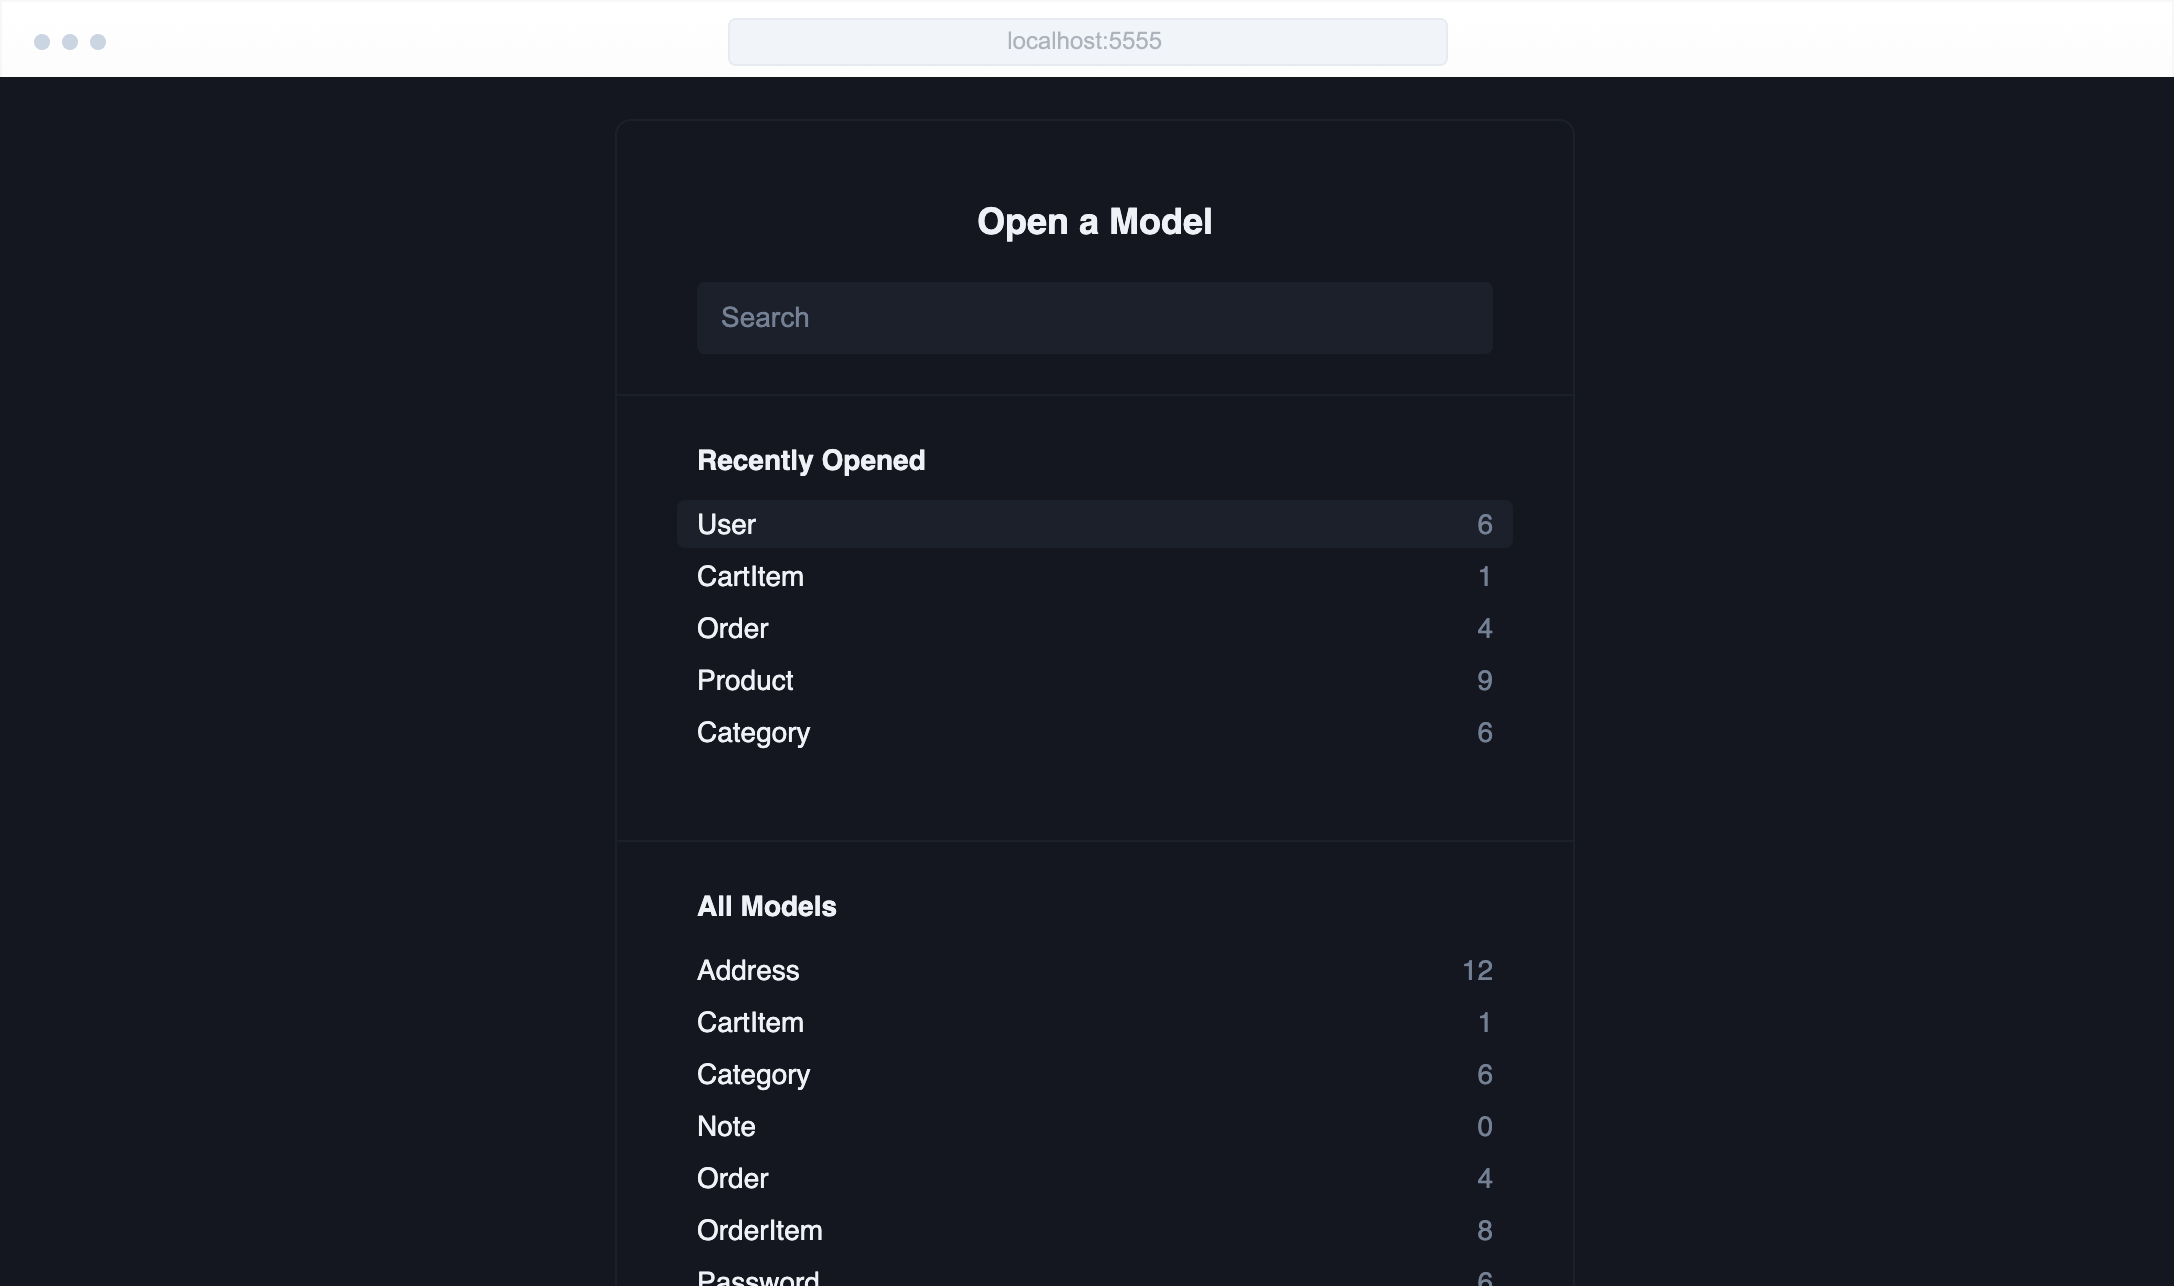 localhost:5555
Open a Model
Search
Recently Opened
User 6
CartItem 1
Order 4
Product 9
Category 6
All Models
Address 12
CartItem 1
Category 6
Note 0
Order 4
OrderItem 8
Password 6